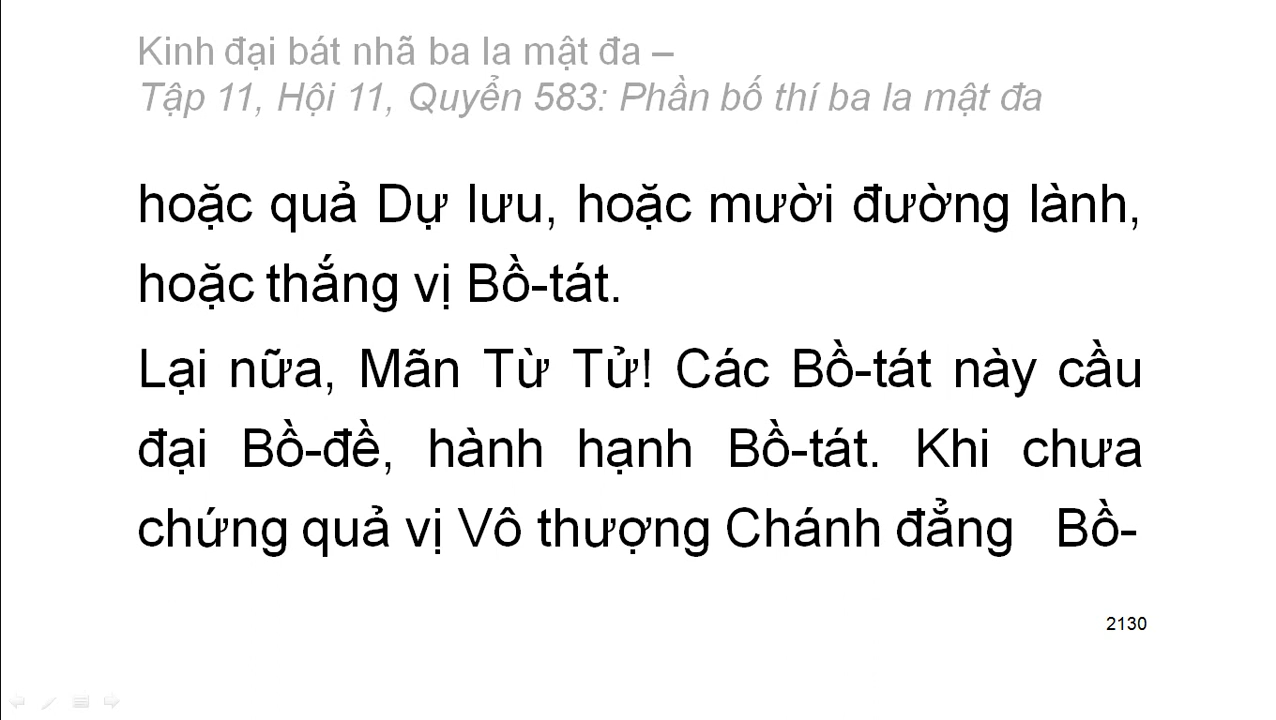 Kinh đại bát nhã ba la mật đa –
Tập 11, Hội 11, Quyển 583: Phần bố thí ba la mật đa
hoặc quả Dự lưu, hoặc mười đường lành,
hoặc thắng vị Bồ-tát.
Lại nữa, Mãn Từ Tử! Các Bồ-tát này cầu
đại Bồ-đề, hành hạnh Bồ-tát. Khi chưa
chứng quả vị Vô thượng Chánh đẳng Bồ-
2130